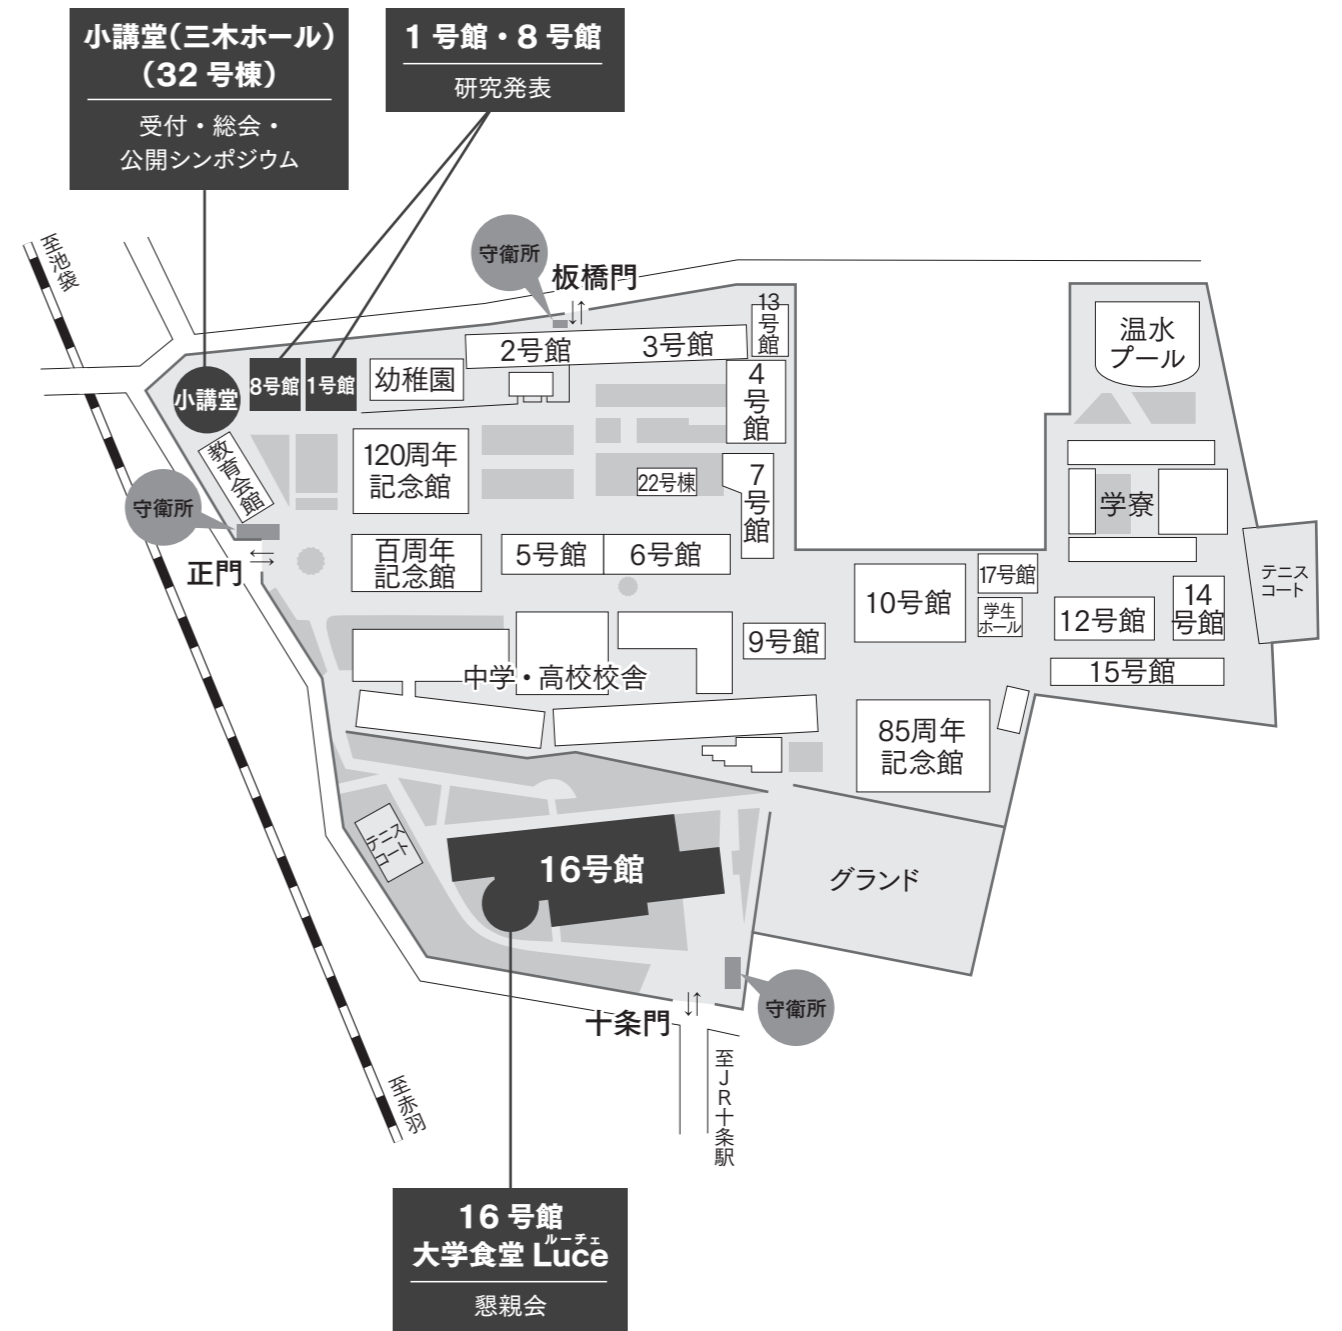 小講堂（三木ホール）
（32 号棟）
受付・総会・
公開シンポジウム
1 号館・8 号館
研究発表
至池袋
守衛所
板橋門
13号館
2号館
3号館
温水
プール
4号館
8号館
1号館
幼稚園
小講堂
教育会館
120周年
記念館
22号棟
7号館
守衛所
学寮
正門
百周年
記念館
5号館
6号館
17号館
テニス
コート
10号館
学生
ホール
12号館
14
号館
9号館
中学・高校校舎
15号館
85周年
記念館
テニス
コート
16号館
グランド
守衛所
十条門
至JR十条駅
至赤羽
16 号館
ルーチェ
大学食堂 Luce
懇親会